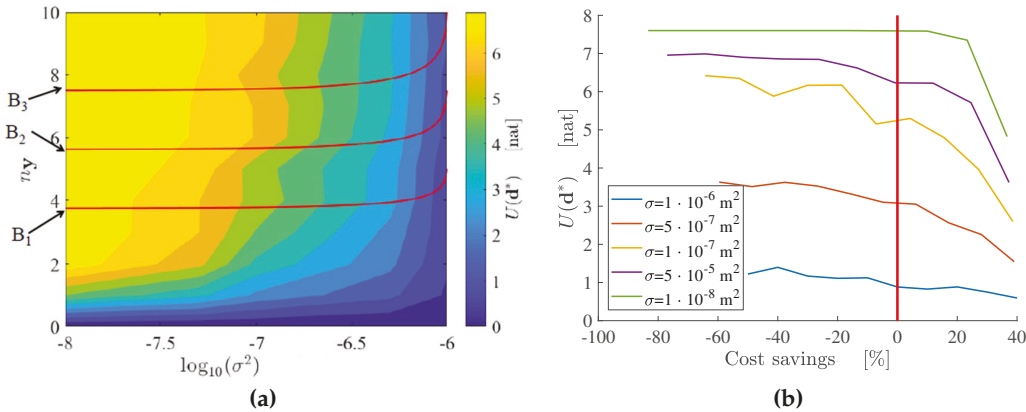 10
8
6
4
2
0
B3
B2
B1
ny
-8
-7.5
-7
-6.5
-6
log10(σ²)
6
5
4
3
2
1
0
U(d*) [nat]
(a)
8
7
6
5
4
3
2
1
0
U(d*) [nat]
σ=1 · 10⁻⁶ m²
σ=5 · 10⁻⁷ m²
σ=1 · 10⁻⁷ m²
σ=5 · 10⁻⁵ m²
σ=1 · 10⁻⁸ m²
-100
-80
-60
-40
-20
0
20
40
Cost savings [%]
(b)